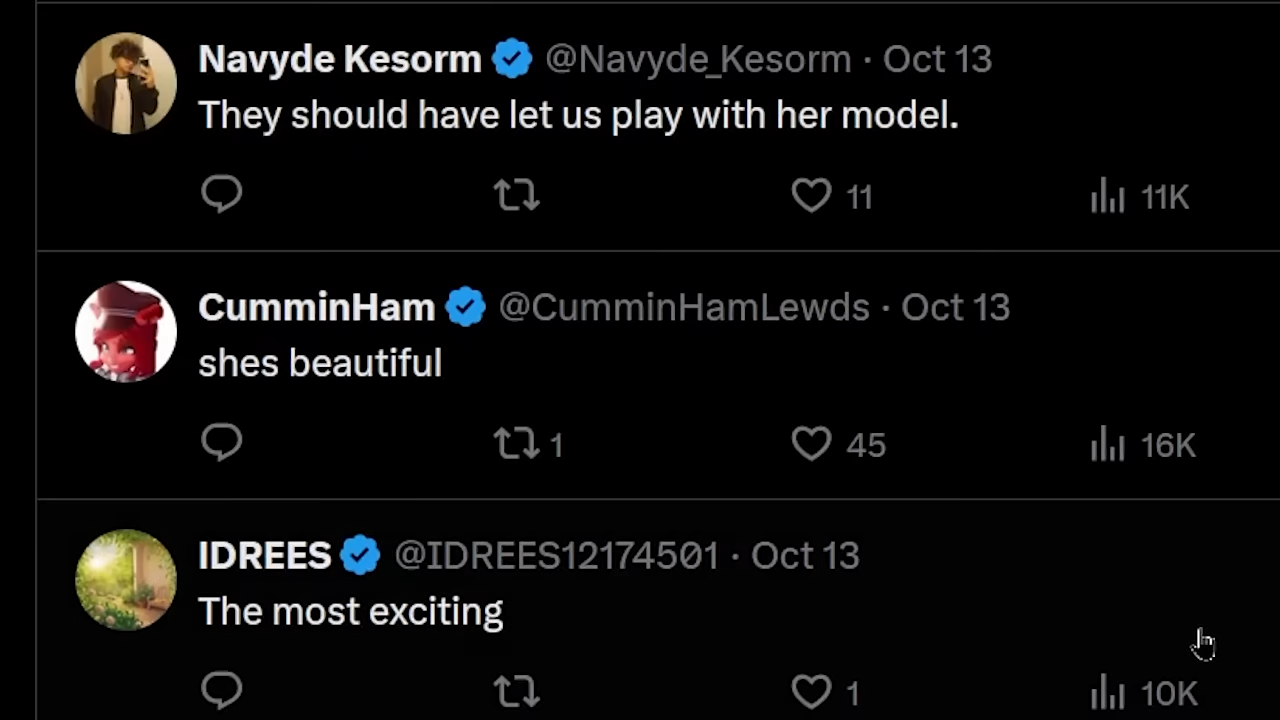 Navyde Kesorm @Navyde_Kesorm · Oct 13
They should have let us play with her model.
11 11K
CumminHam @CumminHamLewds · Oct 13
shes beautiful
1 45 16K
IDREES @IDREES12174501 · Oct 13
The most exciting
1 10K